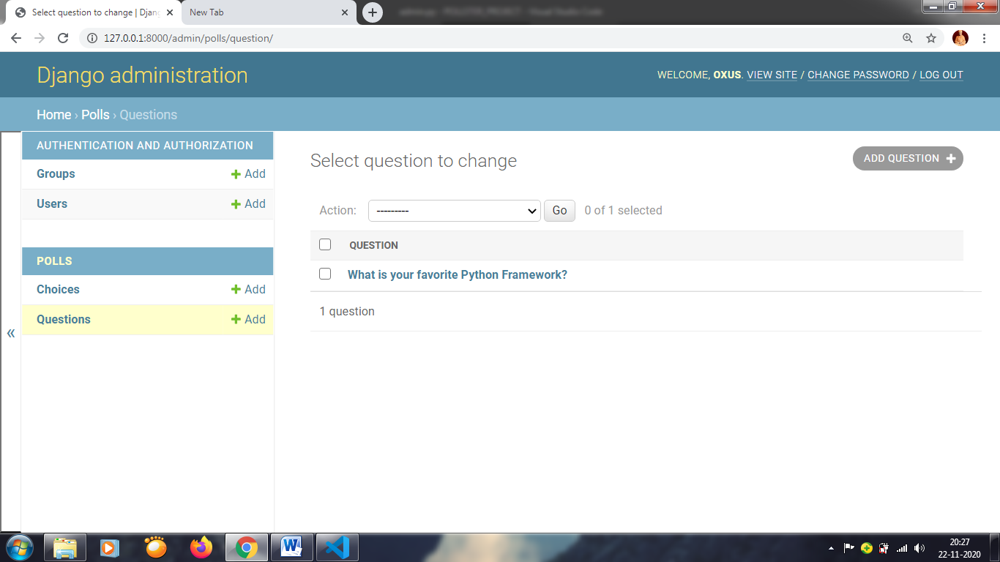 Select question to change | Djan
New Tab
127.0.0.1:8000/admin/polls/question/
Django administration
WELCOME, OXUS. VIEW SITE / CHANGE PASSWORD / LOG OUT
Home › Polls › Questions
AUTHENTICATION AND AUTHORIZATION
Groups
Add
Users
Add
POLLS
Choices
Add
Questions
Add
«
Select question to change
ADD QUESTION
Action:
---------
Go
0 of 1 selected
QUESTION
What is your favorite Python Framework?
1 question
20:27
22-11-2020